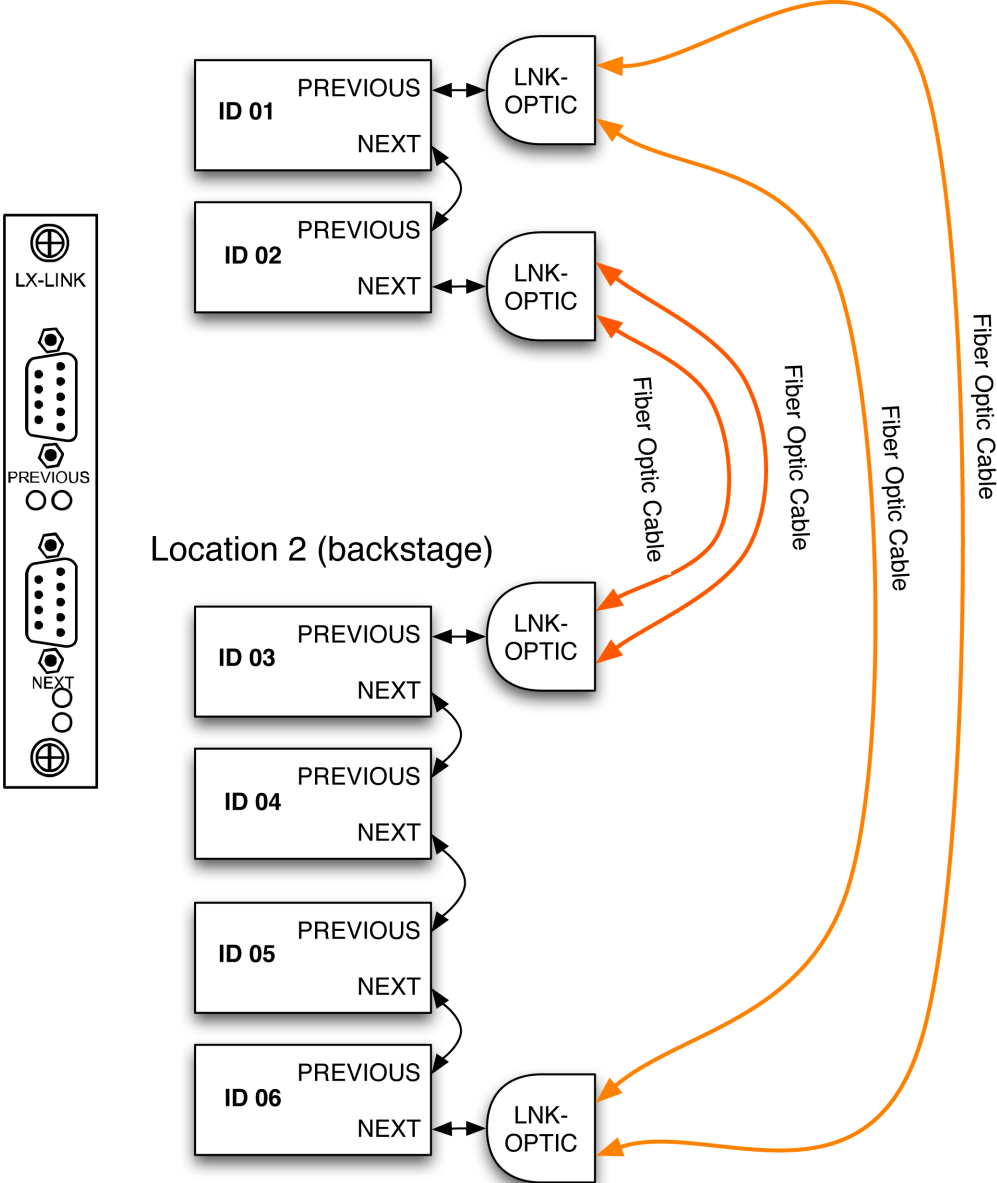 LX-LINK
PREVIOUS
NEXT
PREVIOUS
ID 01
NEXT
LNK-
OPTIC
PREVIOUS
ID 02
NEXT
LNK-
OPTIC
Fiber Optic Cable
Fiber Optic Cable
Fiber Optic Cable
Fiber Optic Cable
Location 2 (backstage)
PREVIOUS
ID 03
NEXT
LNK-
OPTIC
PREVIOUS
ID 04
NEXT
PREVIOUS
ID 05
NEXT
PREVIOUS
ID 06
NEXT
LNK-
OPTIC